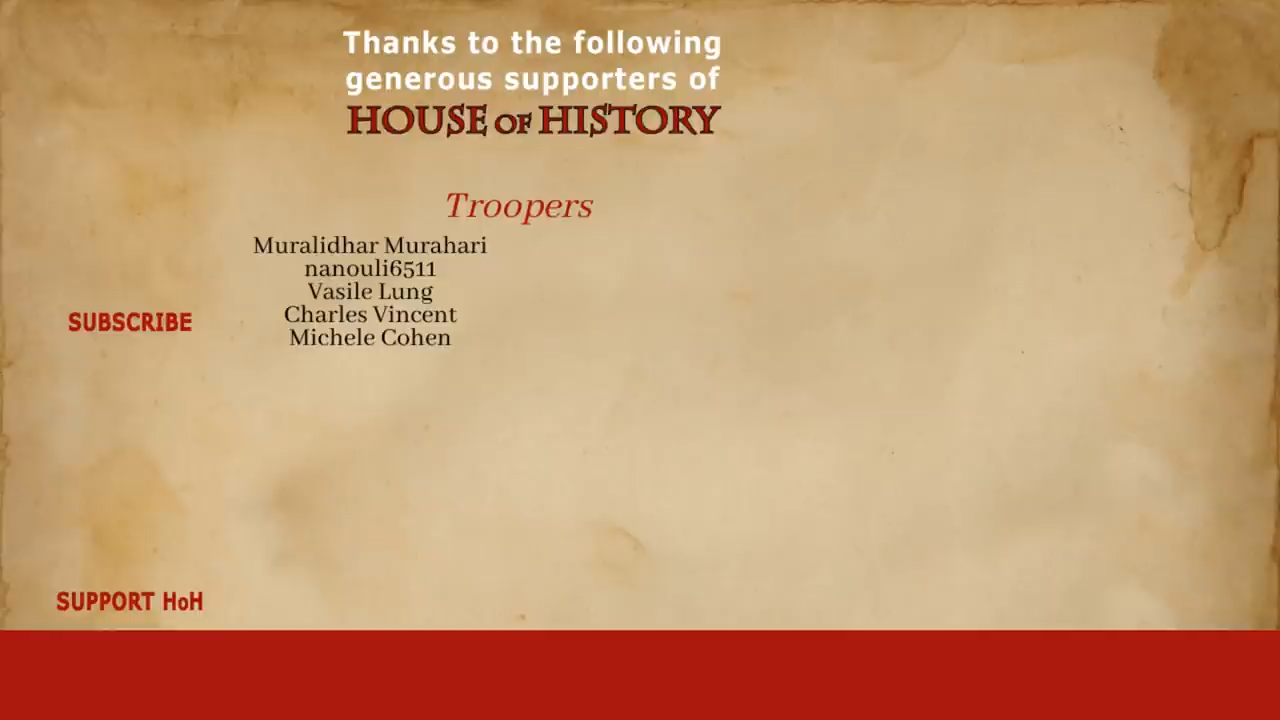 Thanks to the following
generous supporters of
HOUSE OF HISTORY
Troopers
Muralidhar Murahari
nanouli6511
Vasile Lung
Charles Vincent
Michele Cohen
SUBSCRIBE
SUPPORT HoH